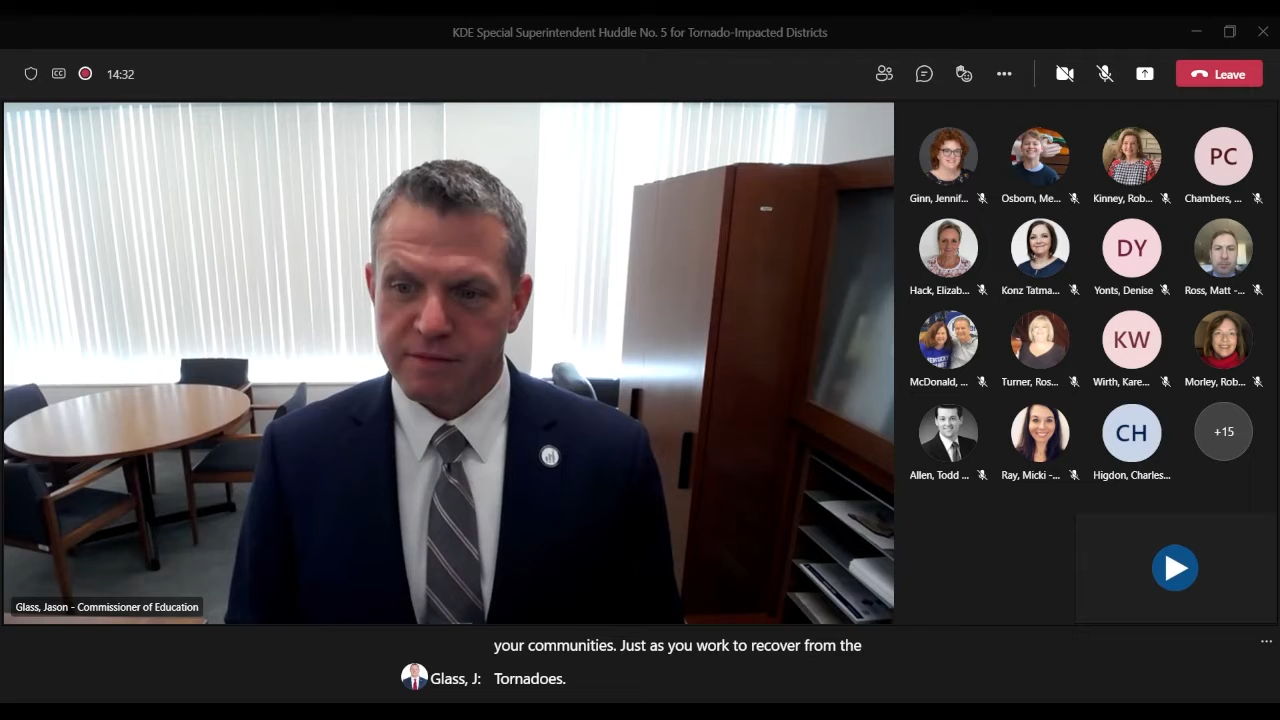 KDE Special Superintendent Huddle No. 5 for Tornado-Impacted Districts
CC
14:32
Leave
PC
Ginn, Jennif...
Osborn, Me...
Kinney, Rob...
Chambers, ...
DY
Hack, Elizab...
Konz Tatma...
Yonts, Denise
Ross, Matt -...
KW
McDonald, ...
Turner, Ros...
Wirth, Kare...
Morley, Rob...
CH
+15
Allen, Todd ...
Ray, Micki -...
Higdon, Charles...
Glass, Jason - Commissioner of Education
your communities. Just as you work to recover from the
Glass, J: Tornadoes.